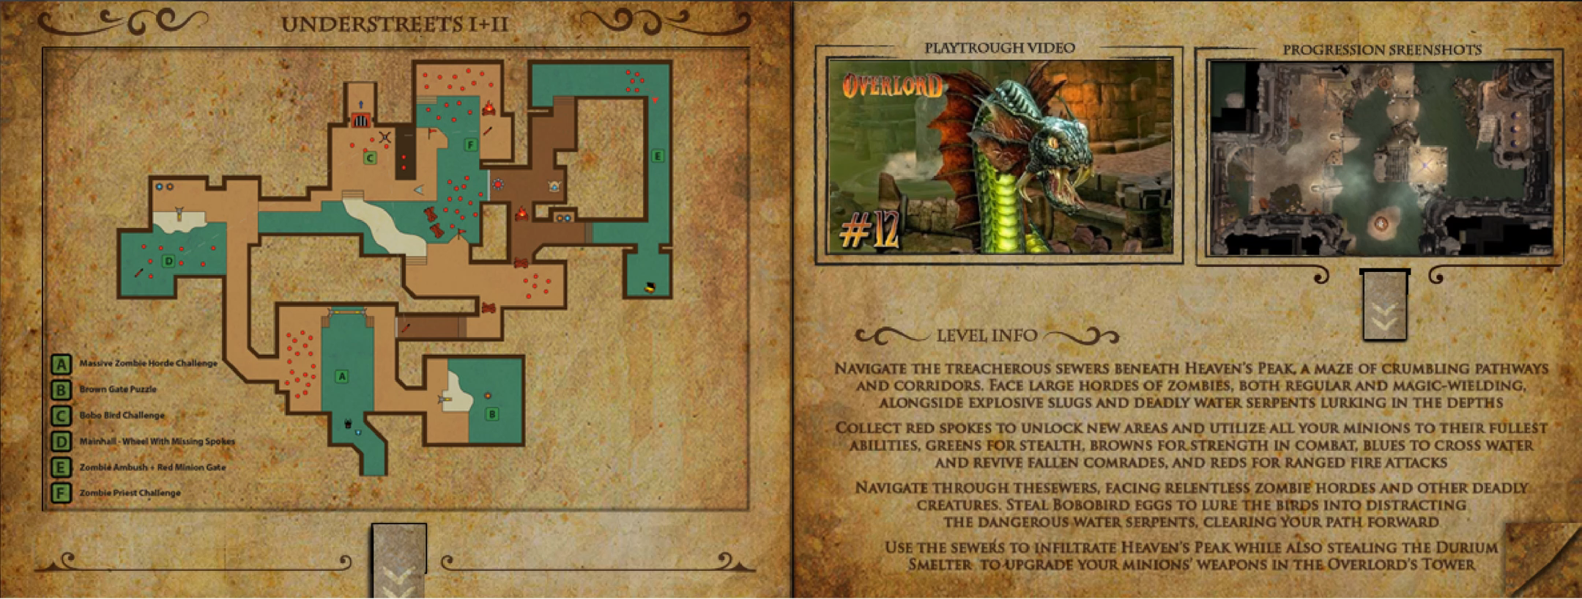 UNDERSTREETS I+II
C
F
E
D
A
B
A Massive Zombie Horde Challenge
B Brown Gate Puzzle
C Bobo Bird Challenge
D Mainhall - Wheel With Missing Spokes
E Zombie Ambush + Red Minion Gate
F Zombie Priest Challenge
PLAYTROUGH VIDEO
OVERLORD
#12
PROGRESSION SREENSHOTS
LEVEL INFO
NAVIGATE THE TREACHEROUS SEWERS BENEATH HEAVEN'S PEAK, A MAZE OF CRUMBLING PATHWAYS
AND CORRIDORS. FACE LARGE HORDES OF ZOMBIES, BOTH REGULAR AND MAGIC-WIELDING,
ALONGSIDE EXPLOSIVE SLUGS AND DEADLY WATER SERPENTS LURKING IN THE DEPTHS
COLLECT RED SPOKES TO UNLOCK NEW AREAS AND UTILIZE ALL YOUR MINIONS TO THEIR FULLEST
ABILITIES, GREENS FOR STEALTH, BROWNS FOR STRENGTH IN COMBAT, BLUES TO CROSS WATER
AND REVIVE FALLEN COMRADES, AND REDS FOR RANGED FIRE ATTACKS
NAVIGATE THROUGH THESEWERS, FACING RELENTLESS ZOMBIE HORDES AND OTHER DEADLY
CREATURES. STEAL BOBOBIRD EGGS TO LURE THE BIRDS INTO DISTRACTING
THE DANGEROUS WATER SERPENTS, CLEARING YOUR PATH FORWARD
USE THE SEWERS TO INFILTRATE HEAVEN'S PEAK WHILE ALSO STEALING THE DURIUM
SMELTER TO UPGRADE YOUR MINIONS' WEAPONS IN THE OVERLORD'S TOWER